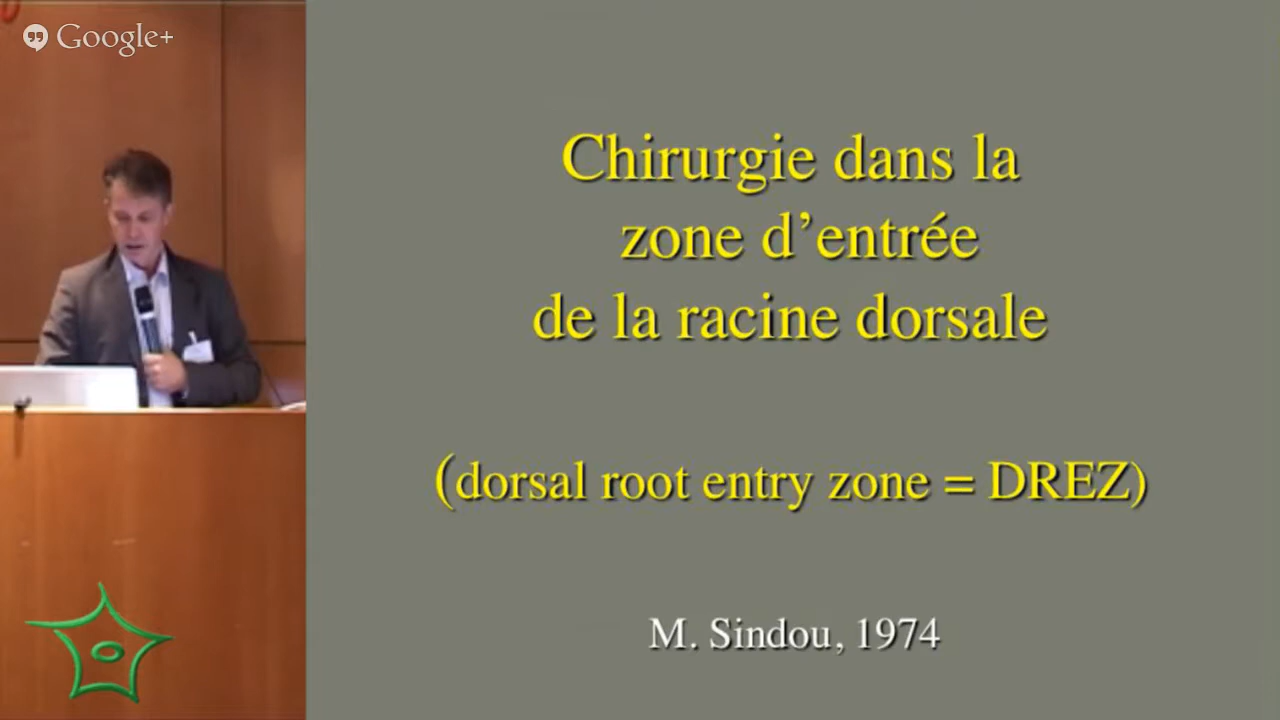 Google+
Chirurgie dans la
zone d’entrée
de la racine dorsale
(dorsal root entry zone = DREZ)
M. Sindou, 1974